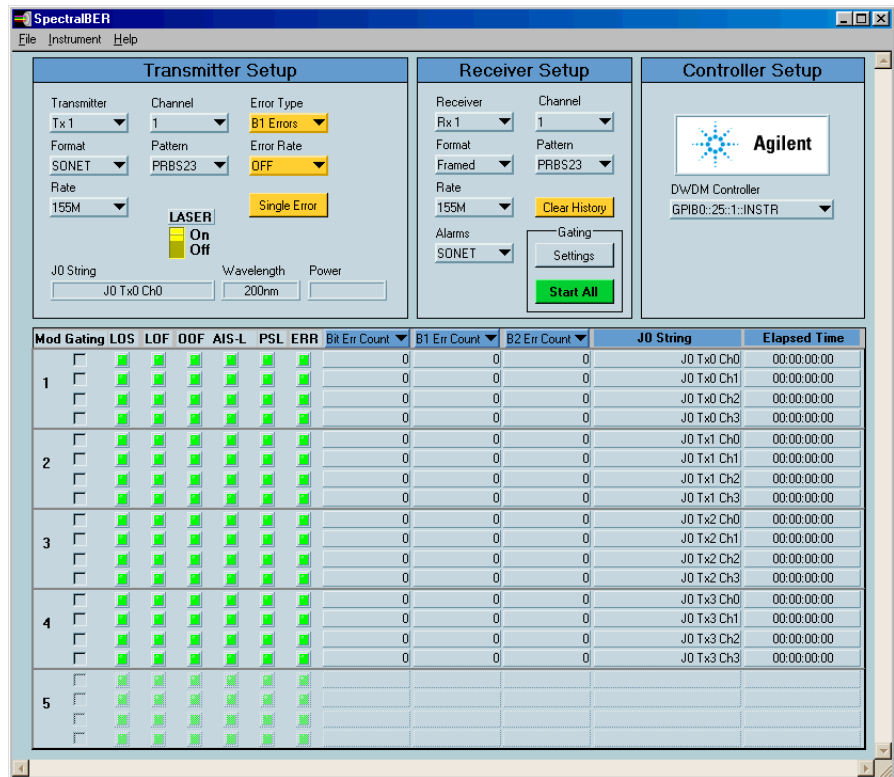 SpectralBER
File Instrument Help
Transmitter Setup
Transmitter Channel Error Type
Tx 1 1 B1 Errors
Format Pattern Error Rate
SONET PRBS23 OFF
Rate
155M Single Error
LASER
On
Off
J0 String Wavelength Power
J0 Tx0 Ch0 200nm
Receiver Setup
Receiver Channel
Rx 1 1
Format Pattern
Framed PRBS23
Rate
155M Clear History
Alarms Gating
SONET Settings
Start All
Controller Setup
Agilent
DWDM Controller
GPIB0::25::1::INSTR
Mod Gating LOS LOF OOF AIS-L PSL ERR Bit Err Count B1 Err Count B2 Err Count J0 String Elapsed Time
1
0 0 0 J0 Tx0 Ch0 00:00:00:00
0 0 0 J0 Tx0 Ch1 00:00:00:00
0 0 0 J0 Tx0 Ch2 00:00:00:00
0 0 0 J0 Tx0 Ch3 00:00:00:00
2
0 0 0 J0 Tx1 Ch0 00:00:00:00
0 0 0 J0 Tx1 Ch1 00:00:00:00
0 0 0 J0 Tx1 Ch2 00:00:00:00
0 0 0 J0 Tx1 Ch3 00:00:00:00
3
0 0 0 J0 Tx2 Ch0 00:00:00:00
0 0 0 J0 Tx2 Ch1 00:00:00:00
0 0 0 J0 Tx2 Ch2 00:00:00:00
0 0 0 J0 Tx2 Ch3 00:00:00:00
4
0 0 0 J0 Tx3 Ch0 00:00:00:00
0 0 0 J0 Tx3 Ch1 00:00:00:00
0 0 0 J0 Tx3 Ch2 00:00:00:00
0 0 0 J0 Tx3 Ch3 00:00:00:00
5